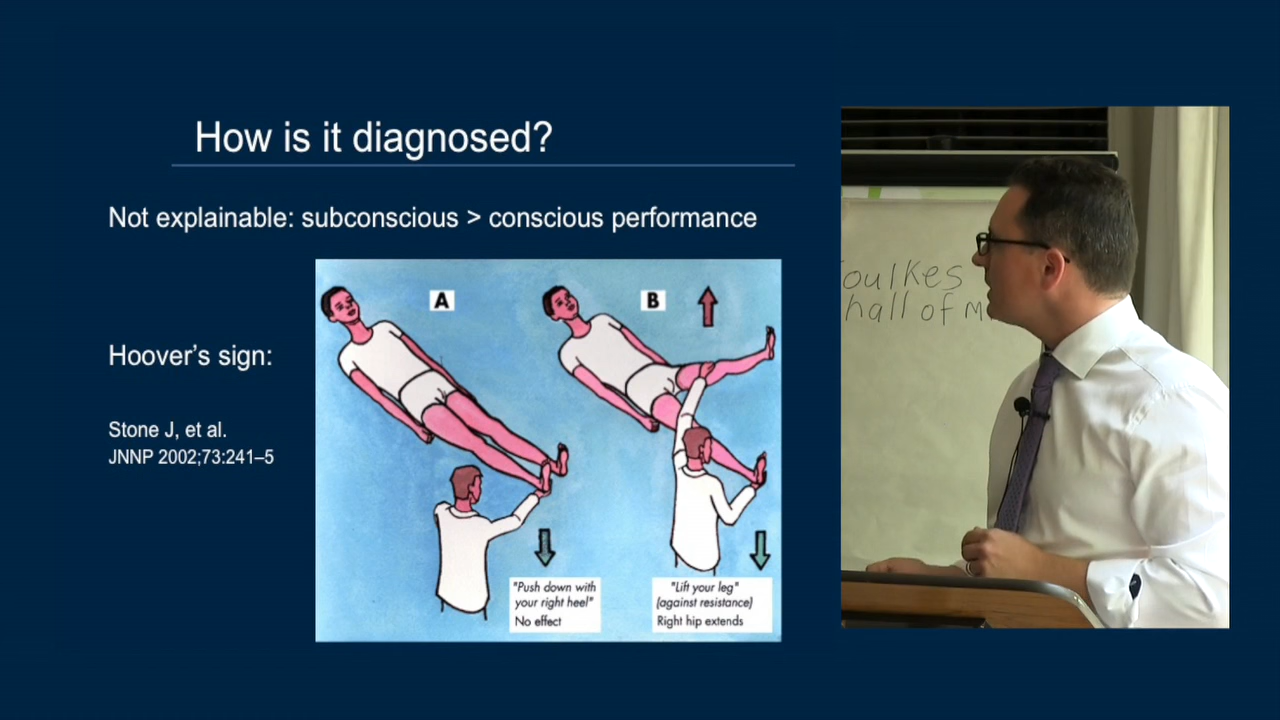 How is it diagnosed?
Not explainable: subconscious > conscious performance
Hoover's sign:
Stone J, et al.
JNNP 2002;73:241–5
A
B
"Push down with
your right heel"
No effect
"Lift your leg"
(against resistance)
Right hip extends
oulkes
hall of M